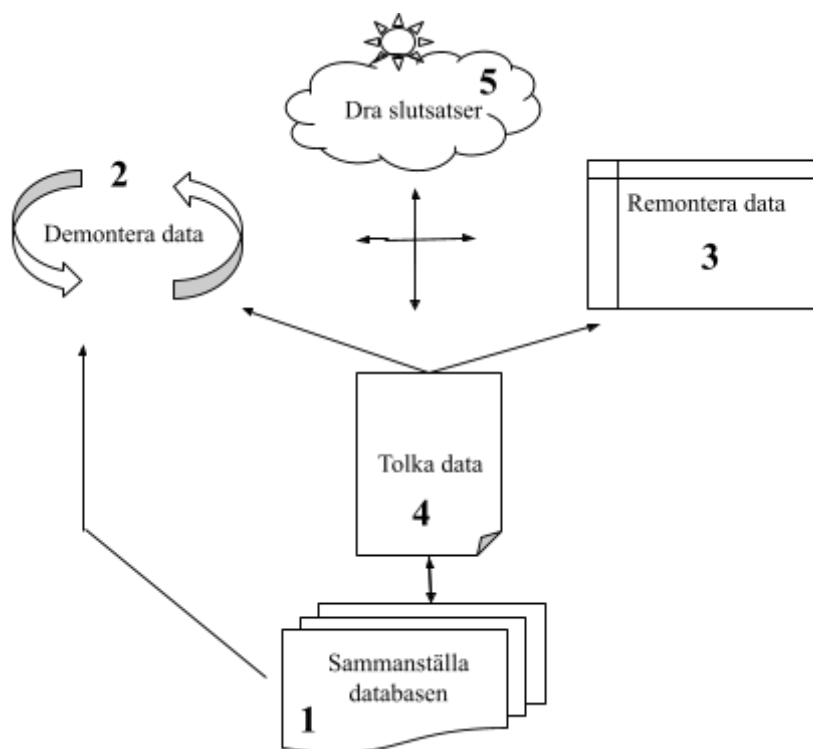 5
Dra slutsatser
2
Demontera data
Remontera data
3
Tolka data
4
Sammanställa
databasen
1